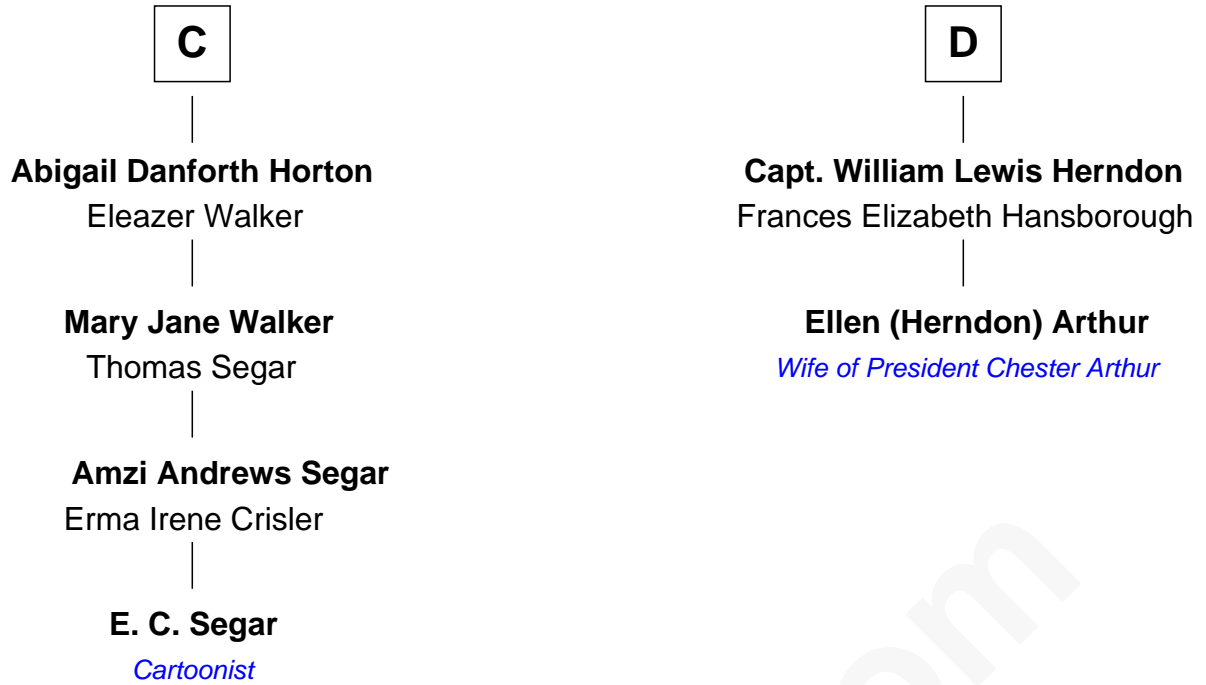 C
Abigail Danforth Horton
Eleazer Walker
Mary Jane Walker
Thomas Segar
Amzi Andrews Segar
Erma Irene Crisler
E. C. Segar
Cartoonist
D
Capt. William Lewis Herndon
Frances Elizabeth Hansborough
Ellen (Herndon) Arthur
Wife of President Chester Arthur
om